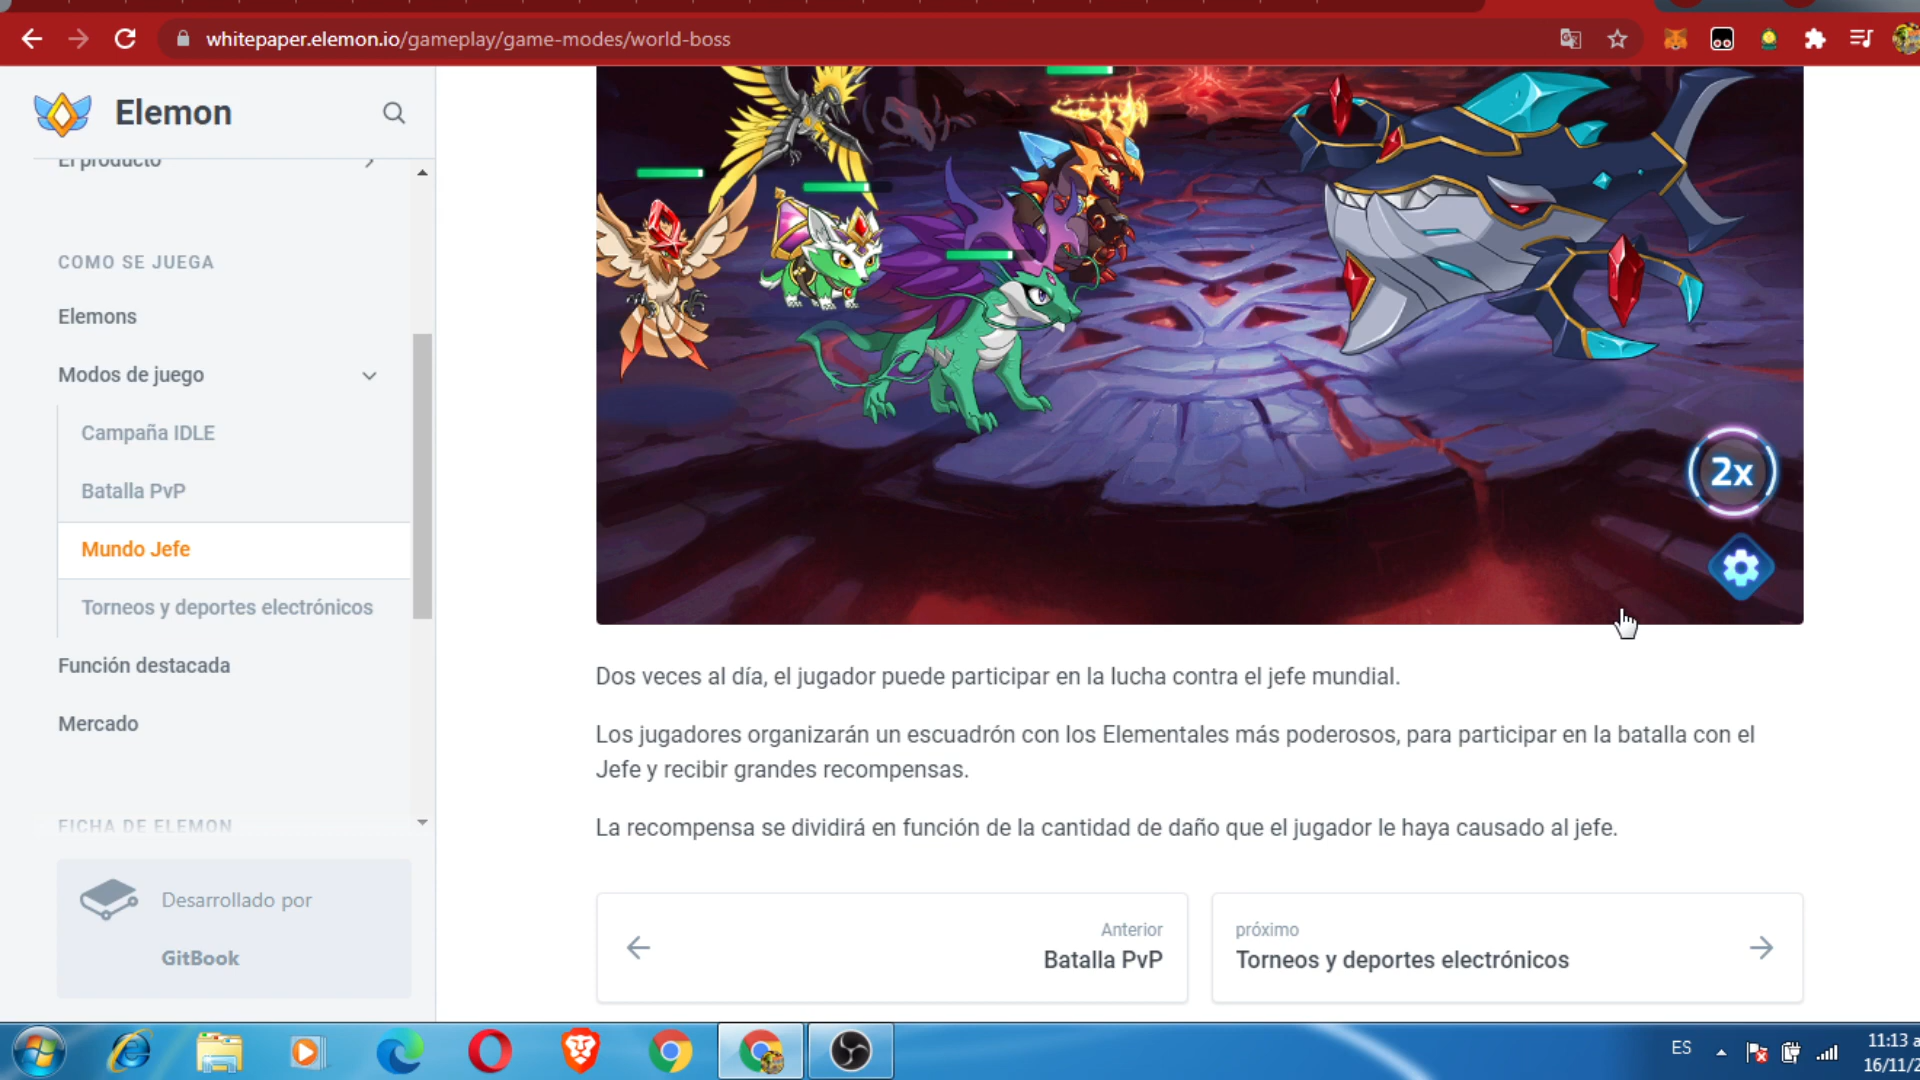 whitepaper.elemon.io/gameplay/game-modes/world-boss
Elemon
El producto
COMO SE JUEGA
Elemons
Modos de juego
Campaña IDLE
Batalla PvP
Mundo Jefe
Torneos y deportes electrónicos
Función destacada
Mercado
FICHA DE ELEMON
Desarrollado por
GitBook
2x
Dos veces al día, el jugador puede participar en la lucha contra el jefe mundial.
Los jugadores organizarán un escuadrón con los Elementales más poderosos, para participar en la batalla con el
Jefe y recibir grandes recompensas.
La recompensa se dividirá en función de la cantidad de daño que el jugador le haya causado al jefe.
Anterior
Batalla PvP
próximo
Torneos y deportes electrónicos
ES
11:13 a
16/11/2